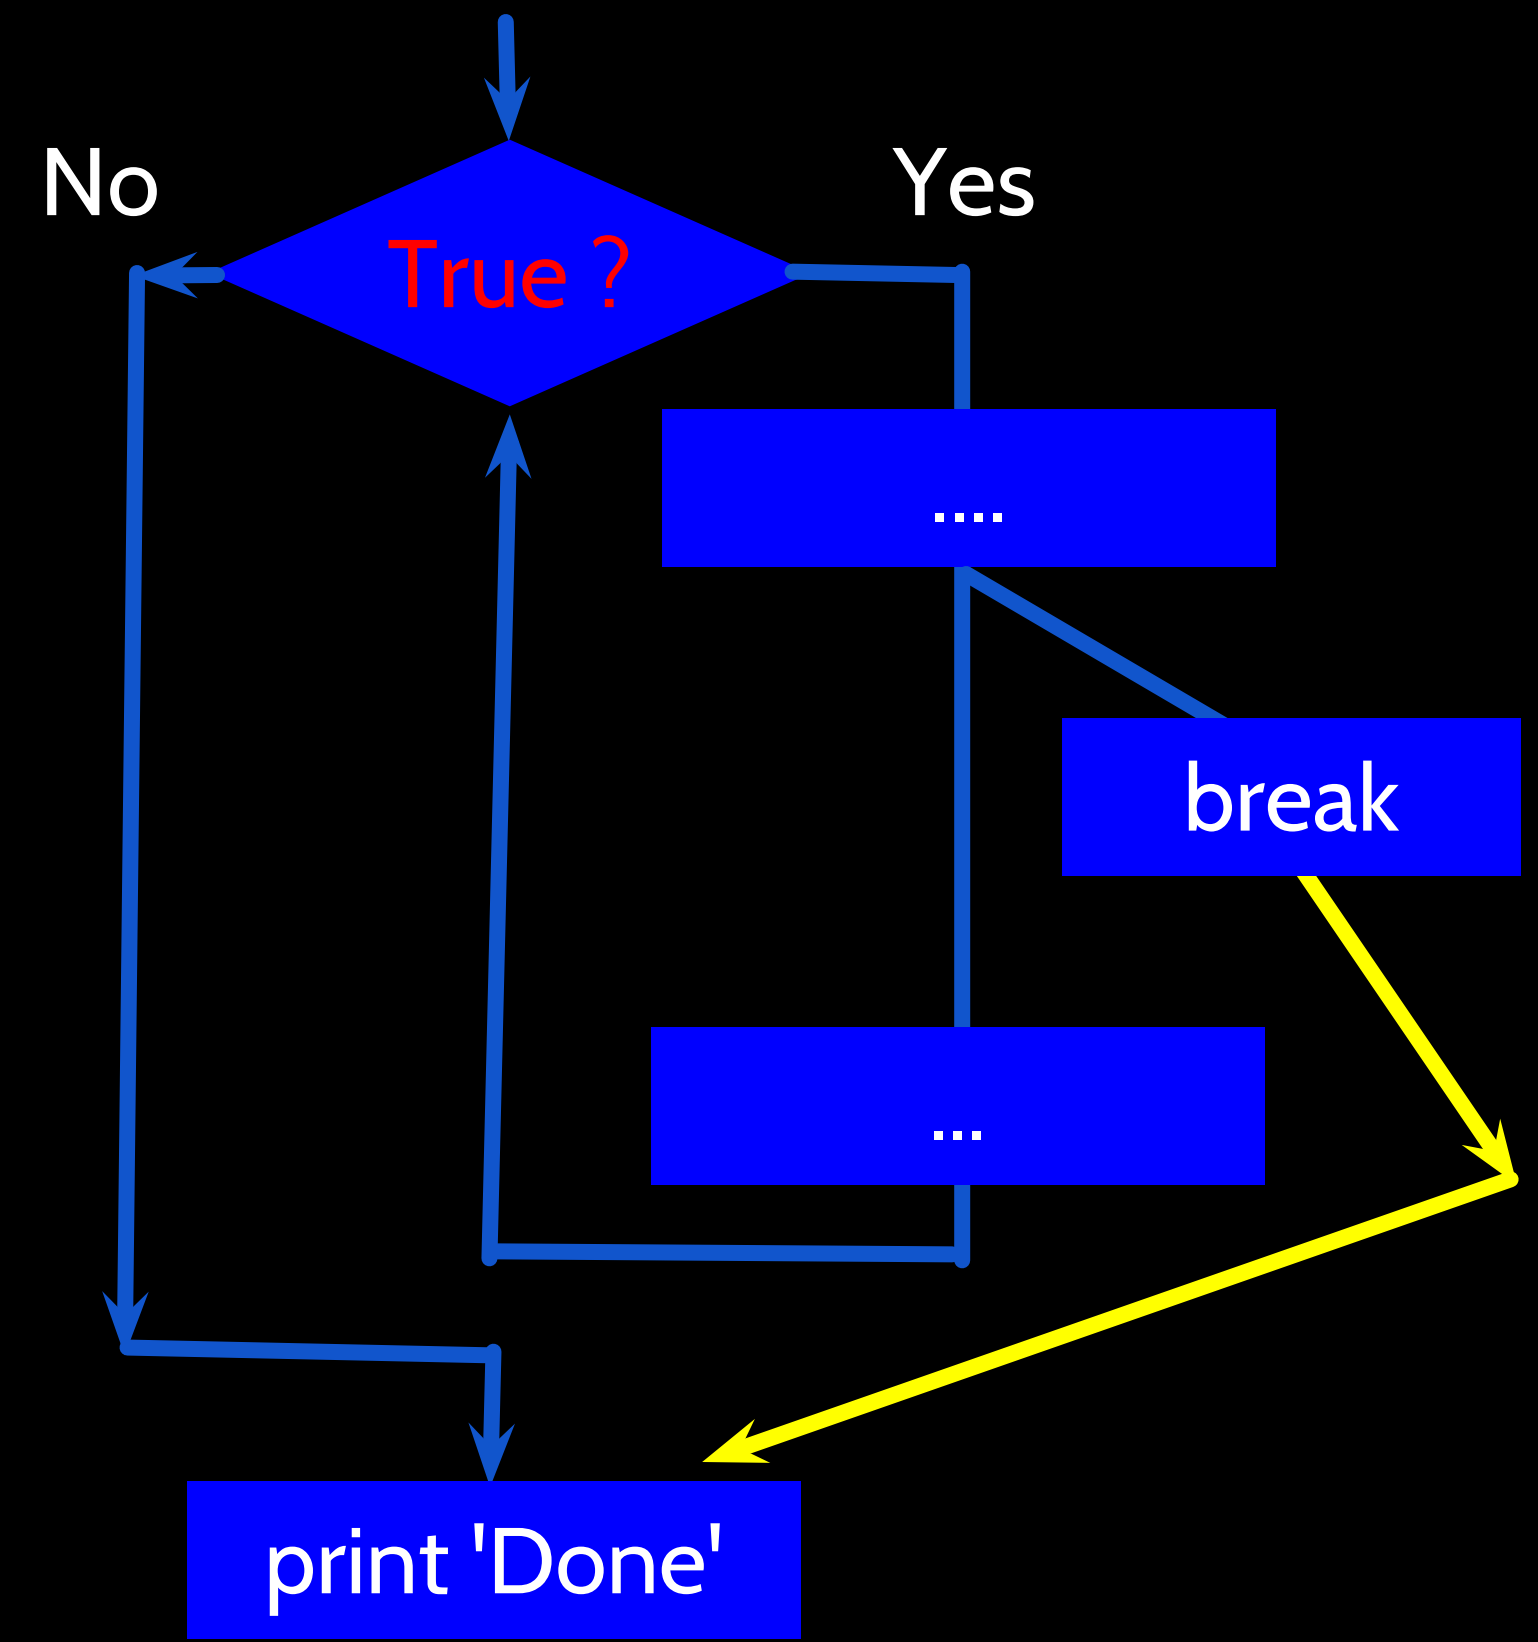 No
Yes
True ?
....
break
...
print 'Done'